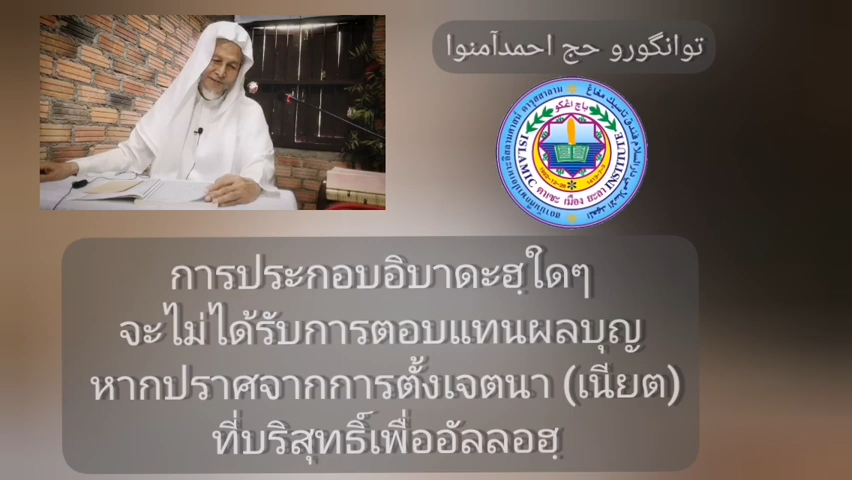 توانگورو حج احمدآمنوا
ISLAMIC INSTITUTE
การประกอบอิบาดะฮฺใดๆ
จะไม่ได้รับการตอบแทนผลบุญ
หากปราศจากการตั้งเจตนา (เนียต)
ที่บริสุทธิ์เพื่ออัลลอฮฺ